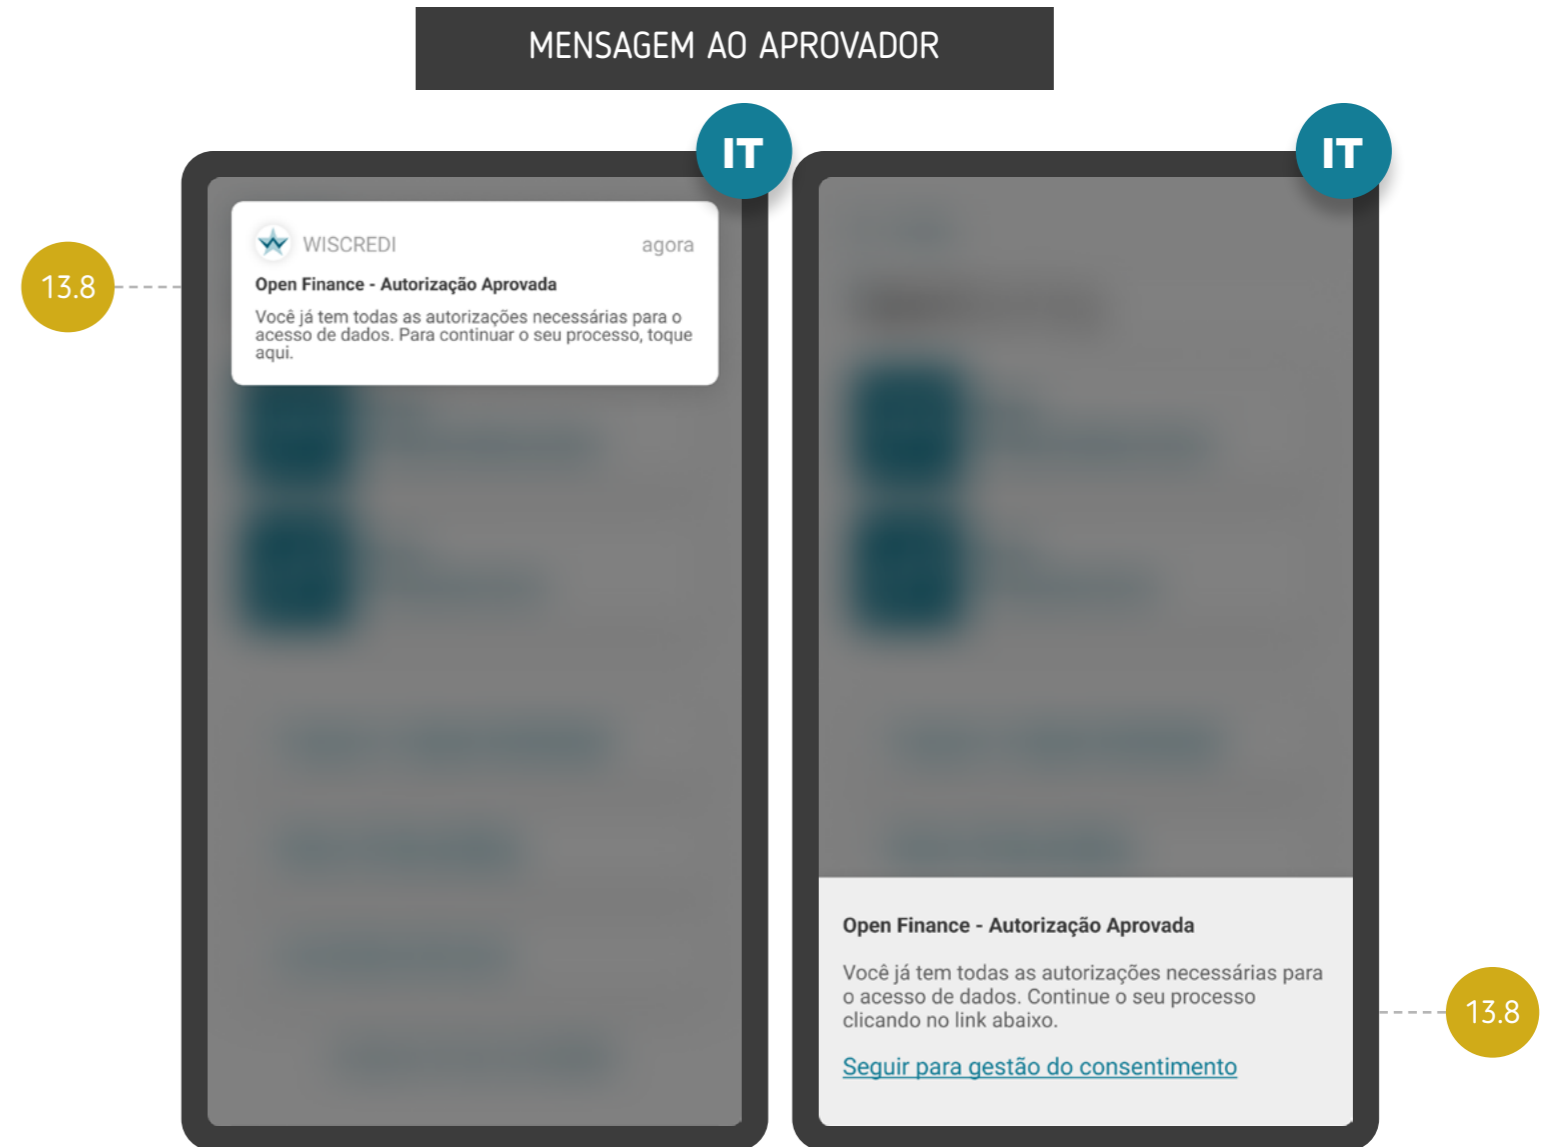 MENSAGEM AO APROVADOR
IT
IT
13.8
WISCREDI
agora
Open Finance - Autorização Aprovada
Você já tem todas as autorizações necessárias para o
acesso de dados. Para continuar o seu processo, toque
aqui.
Open Finance - Autorização Aprovada
Você já tem todas as autorizações necessárias para
o acesso de dados. Continue o seu processo
clicando no link abaixo.
Seguir para gestão do consentimento
13.8